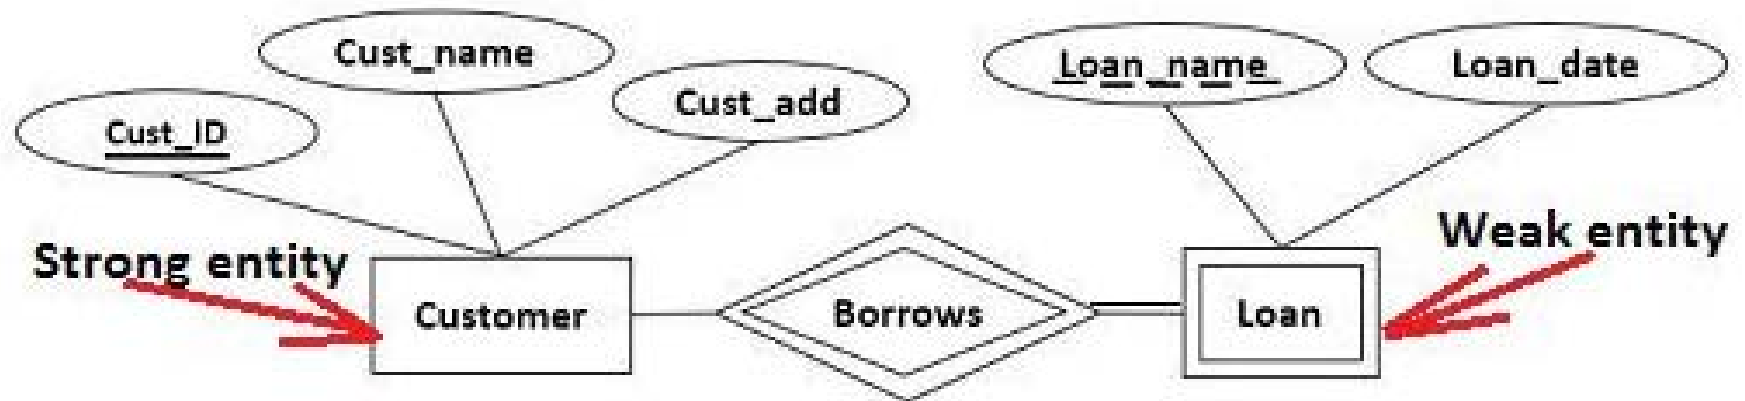 Cust_name
Loan_name
Loan_date
Cust_add
Cust_ID
Strong entity
Weak entity
Customer
Borrows
Loan